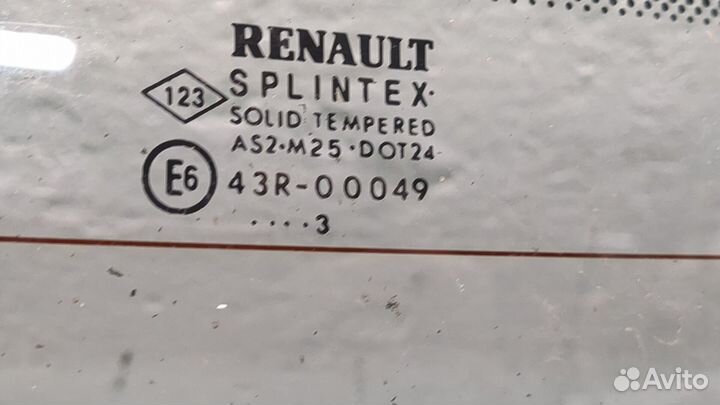 RENAULT
123
SPLINTEX·
SOLID TEMPERED
AS2·M25·DOT24
E6
43R-00049
····3
Avito